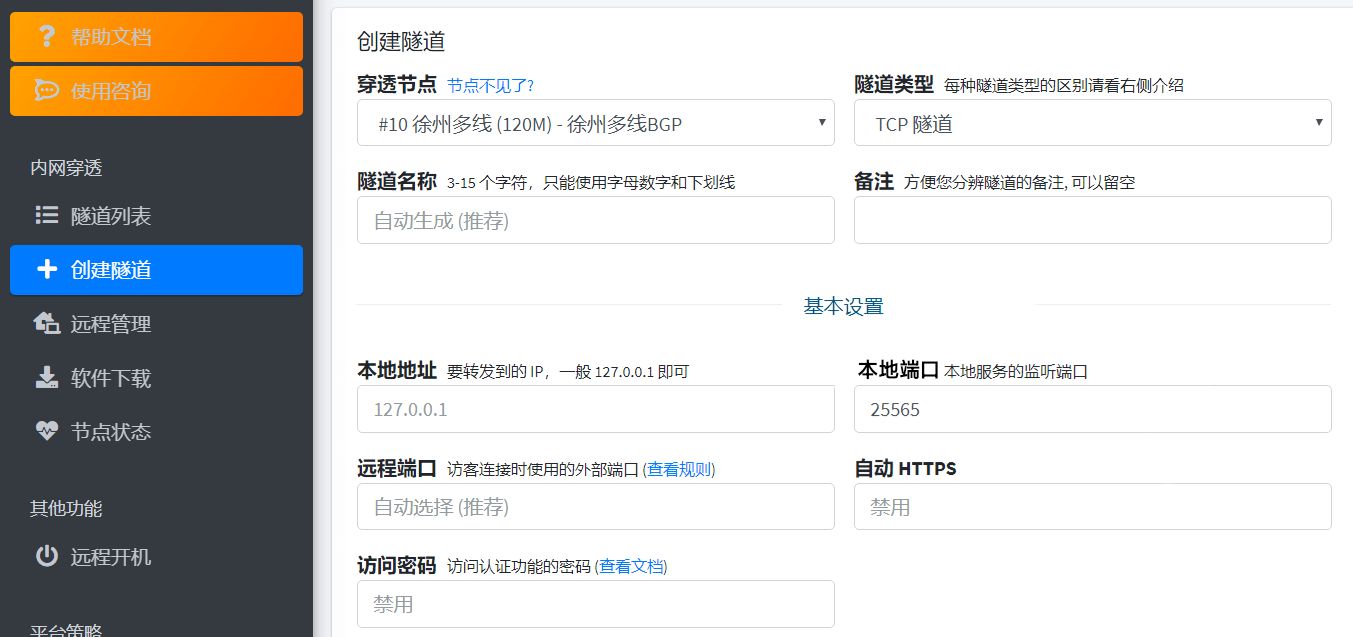 帮助文档
使用咨询
内网穿透
隧道列表
创建隧道
远程管理
软件下载
节点状态
其他功能
远程开机
平台策略
创建隧道
穿透节点 节点不见了?
隧道类型 每种隧道类型的区别请看右侧介绍
#10 徐州多线 (120M) - 徐州多线BGP
TCP 隧道
隧道名称 3-15 个字符，只能使用字母数字和下划线
备注 方便您分辨隧道的备注, 可以留空
自动生成 (推荐)
基本设置
本地地址 要转发到的 IP，一般 127.0.0.1 即可
本地端口 本地服务的监听端口
127.0.0.1
25565
远程端口 访客连接时使用的外部端口 (查看规则)
自动 HTTPS
自动选择 (推荐)
禁用
访问密码 访问认证功能的密码 (查看文档)
禁用